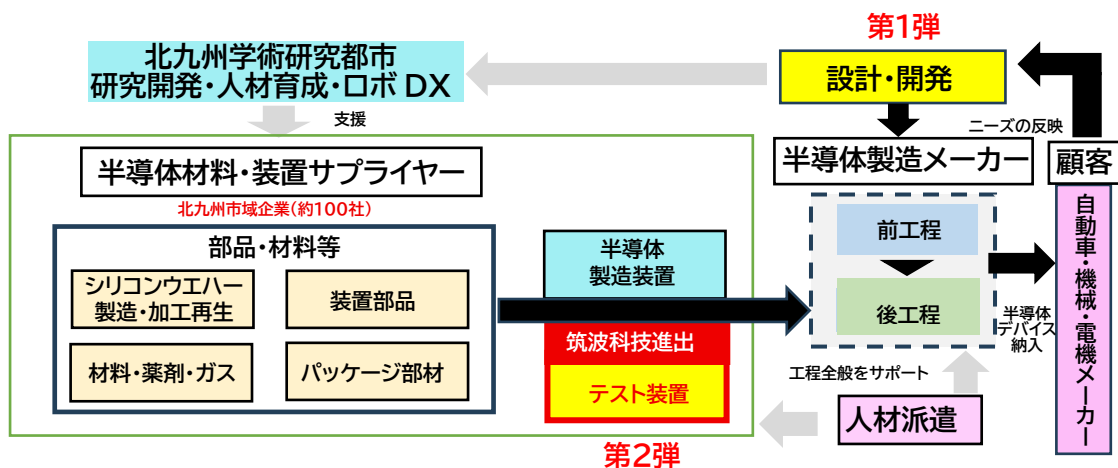 第1弾
北九州学術研究都市
研究開発・人材育成・ロボDX
設計・開発
支援
ニーズの反映
半導体材料・装置サプライヤー
半導体製造メーカー
顧客
北九州市域企業(約100社)
部品・材料等
シリコンウエハー
製造・加工再生
装置部品
材料・薬剤・ガス
パッケージ部材
半導体
製造装置
筑波科技進出
テスト装置
第2弾
前工程
後工程
半導体
デバイス
納入
自動車・機械・電機メーカー
工程全般をサポート
人材派遣